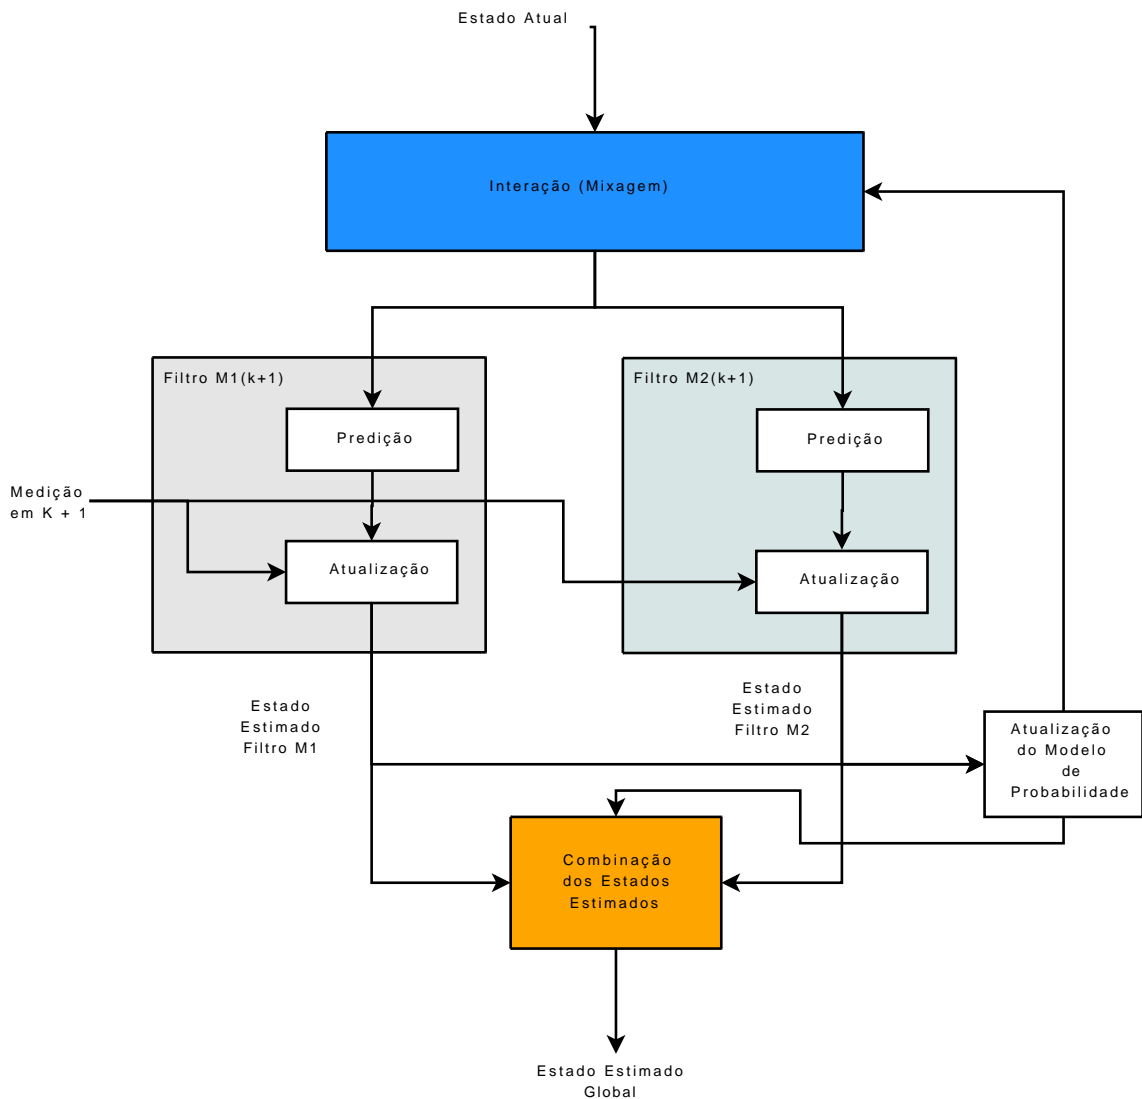 Estado Atual
Interação (Mixagem)
Filtro M1(k+1)
Filtro M2(k+1)
Predição
Predição
Medição
em K + 1
Atualização
Atualização
Estado
Estimado
Filtro M1
Estado
Estimado
Filtro M2
Atualização
do Modelo
de
Probabilidade
Combinação
dos Estados
Estimados
Estado Estimado
Global